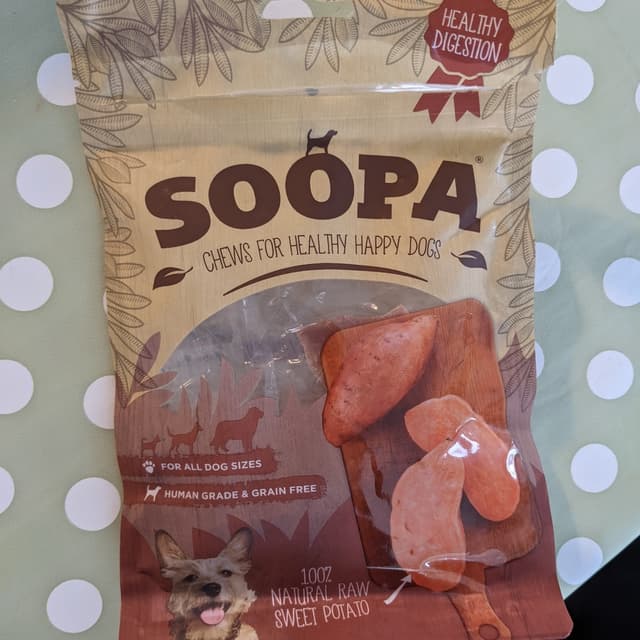 HEALTHY
DIGESTION
SOOPA®
CHEWS FOR HEALTHY HAPPY DOGS
FOR ALL DOG SIZES
HUMAN GRADE & GRAIN FREE
100%
NATURAL RAW
SWEET POTATO